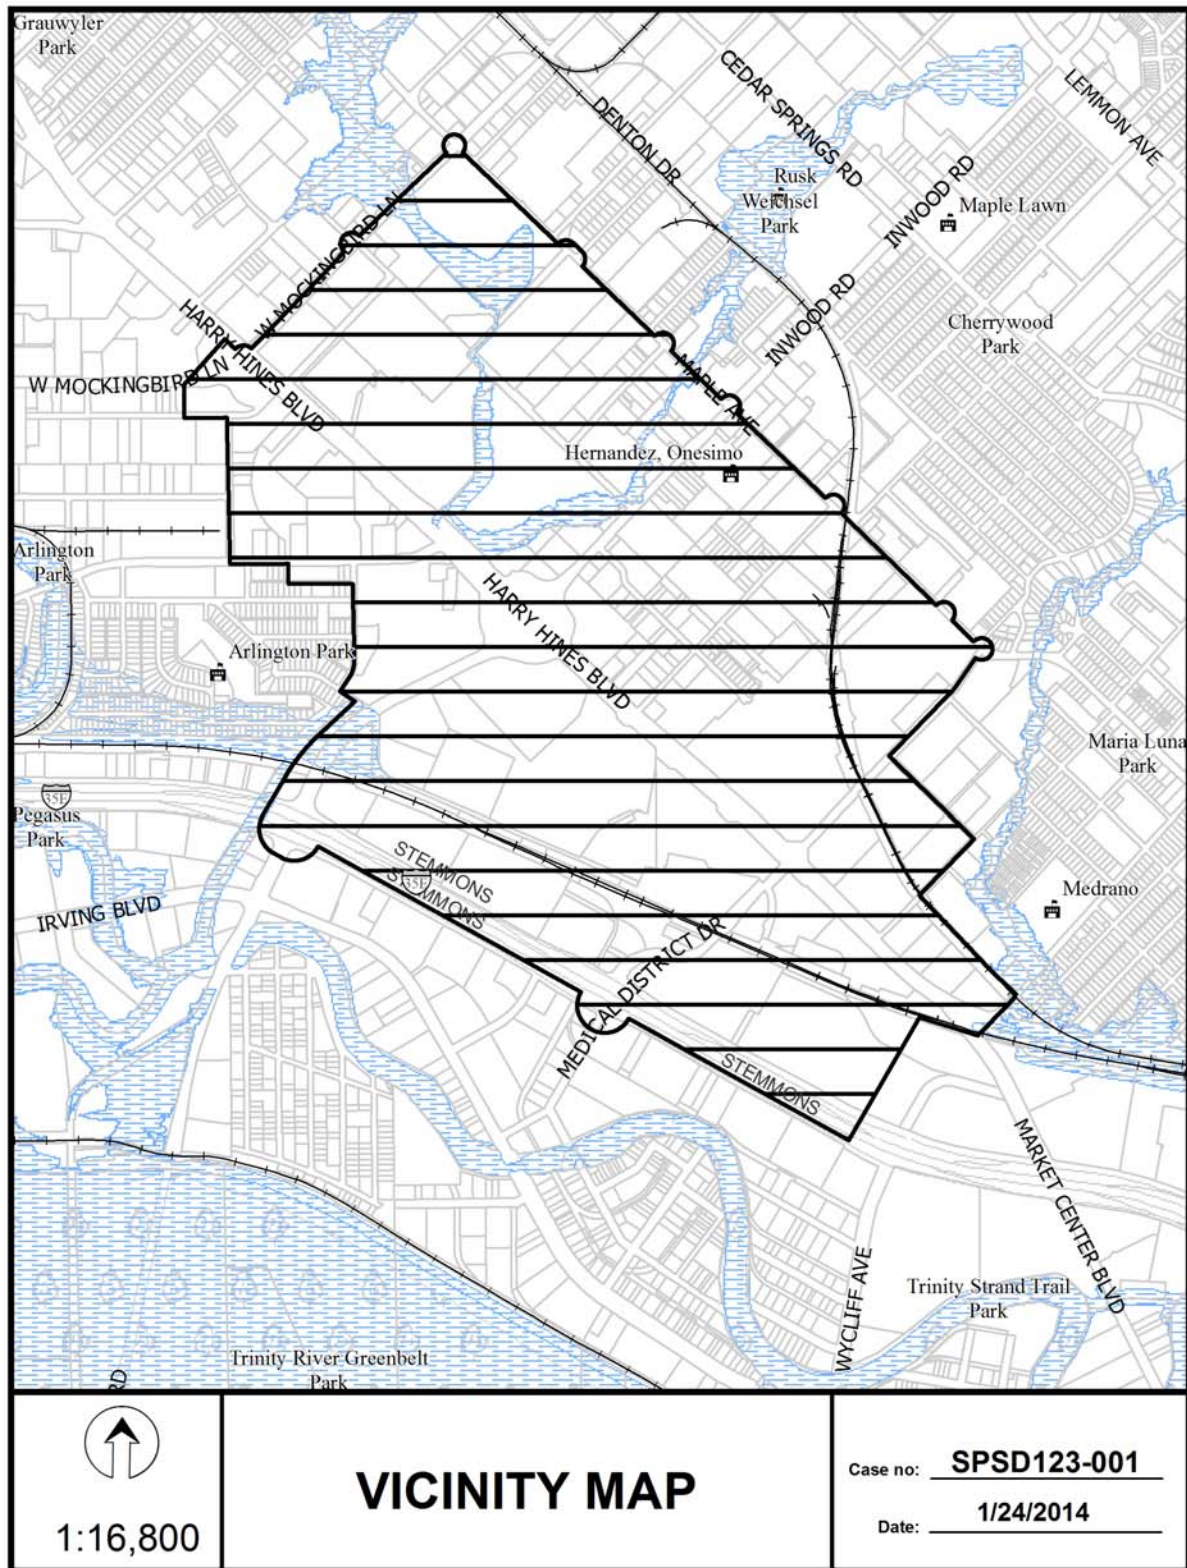 Grauwyler
Park
CEDAR SPRINGS RD
LEMMON AVE
DENTON DR
Rusk
Weichsel
Park
INWOOD RD
Maple Lawn
W MOCKINGBIRD LN
HARRY HINES BLVD
INWOOD RD
Cherrywood
Park
W MOCKINGBIRD LN
MAPLE AVE
Hernandez, Onesimo
Arlington
Park
HARRY HINES BLVD
Arlington Park
Maria Luna
Park
35E
Pegasus
Park
STEMMONS
35E
STEMMONS
Medrano
IRVING BLVD
MEDICAL DISTRICT DR
STEMMONS
MARKET CENTER BLVD
WYCLIFF AVE
Trinity Strand Trail
Park
Trinity River Greenbelt
Park
RD
1:16,800
VICINITY MAP
Case no: SPSD123-001
Date: 1/24/2014